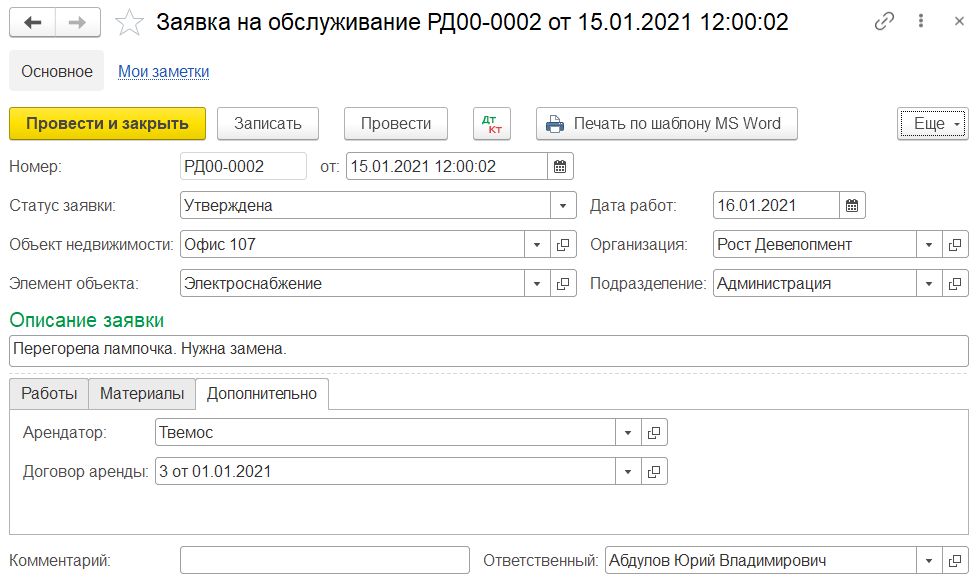 Заявка на обслуживание РД00-0002 от 15.01.2021 12:00:02
Основное Мои заметки
Провести и закрыть Записать Провести Дт Кт Печать по шаблону MS Word Еще
Номер: РД00-0002 от: 15.01.2021 12:00:02
Статус заявки: Утверждена Дата работ: 16.01.2021
Объект недвижимости: Офис 107 Организация: Рост Девелопмент
Элемент объекта: Электроснабжение Подразделение: Администрация
Описание заявки
Перегорела лампочка. Нужна замена.
Работы Материалы Дополнительно
Арендатор: Твемос
Договор аренды: 3 от 01.01.2021
Комментарий: Ответственный: Абдулов Юрий Владимирович